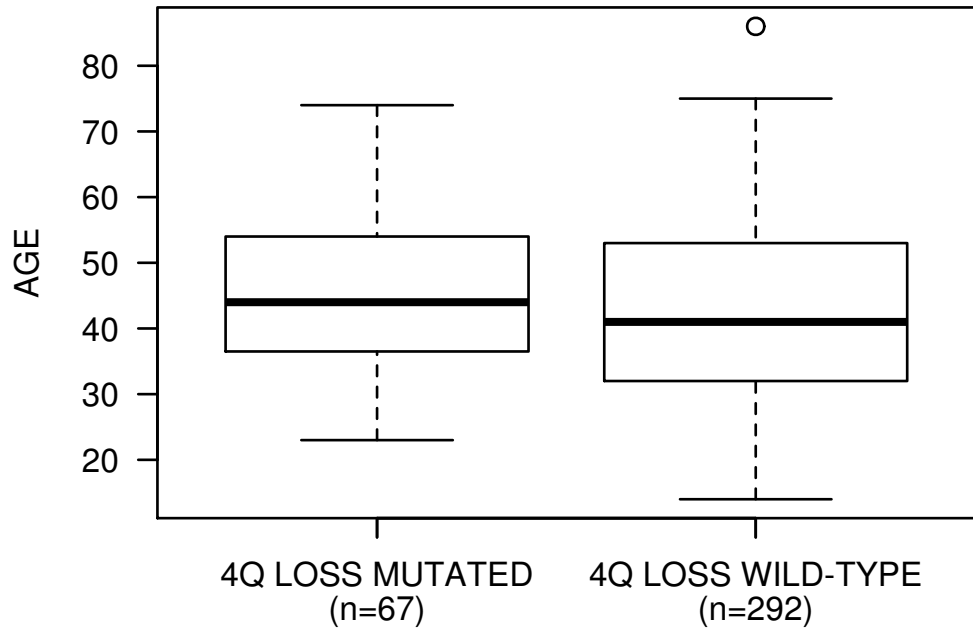 AGE
80
70
60
50
40
30
20
4Q LOSS MUTATED
(n=67)
4Q LOSS WILD-TYPE
(n=292)